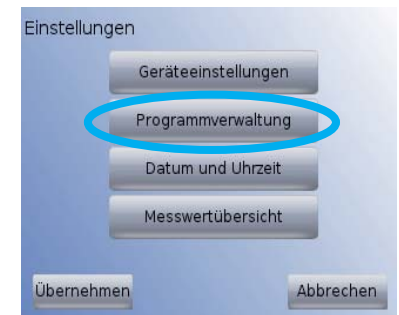 Einstellungen
Geräteeinstellungen
Programmverwaltung
Datum und Uhrzeit
Messwertübersicht
Übernehmen Abbrechen